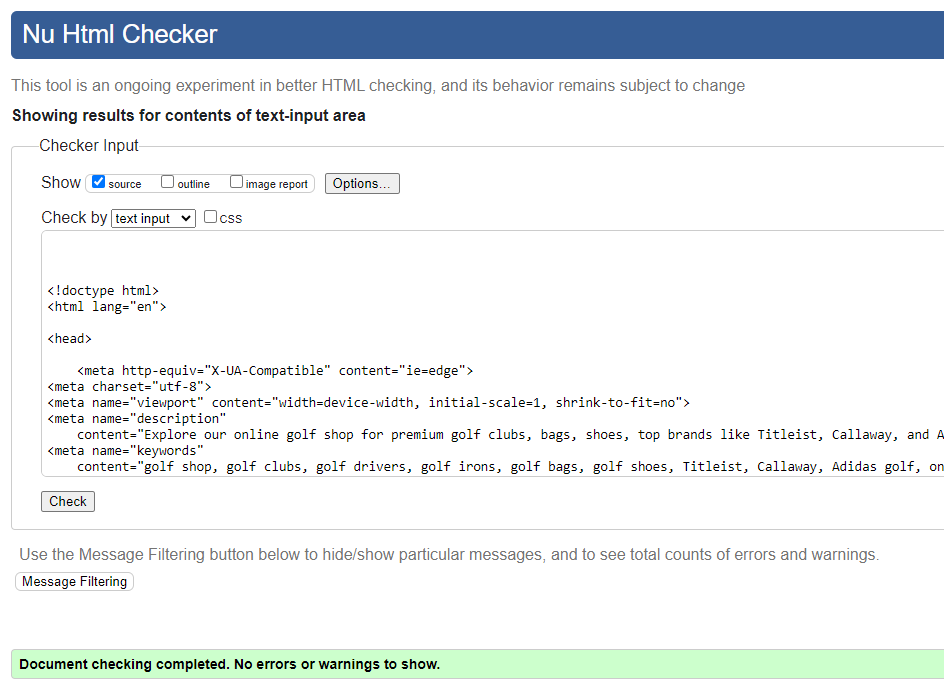 Nu Html Checker
This tool is an ongoing experiment in better HTML checking, and its behavior remains subject to change
Showing results for contents of text-input area
Checker Input
Show source outline image report Options...
Check by text input css
<!doctype html>
<html lang="en">
<head>
<meta http-equiv="X-UA-Compatible" content="ie=edge">
<meta charset="utf-8">
<meta name="viewport" content="width=device-width, initial-scale=1, shrink-to-fit=no">
<meta name="description"
content="Explore our online golf shop for premium golf clubs, bags, shoes, top brands like Titleist, Callaway, and A
<meta name="keywords"
content="golf shop, golf clubs, golf drivers, golf irons, golf bags, golf shoes, Titleist, Callaway, Adidas golf, on
Check
Use the Message Filtering button below to hide/show particular messages, and to see total counts of errors and warnings.
Message Filtering
Document checking completed. No errors or warnings to show.